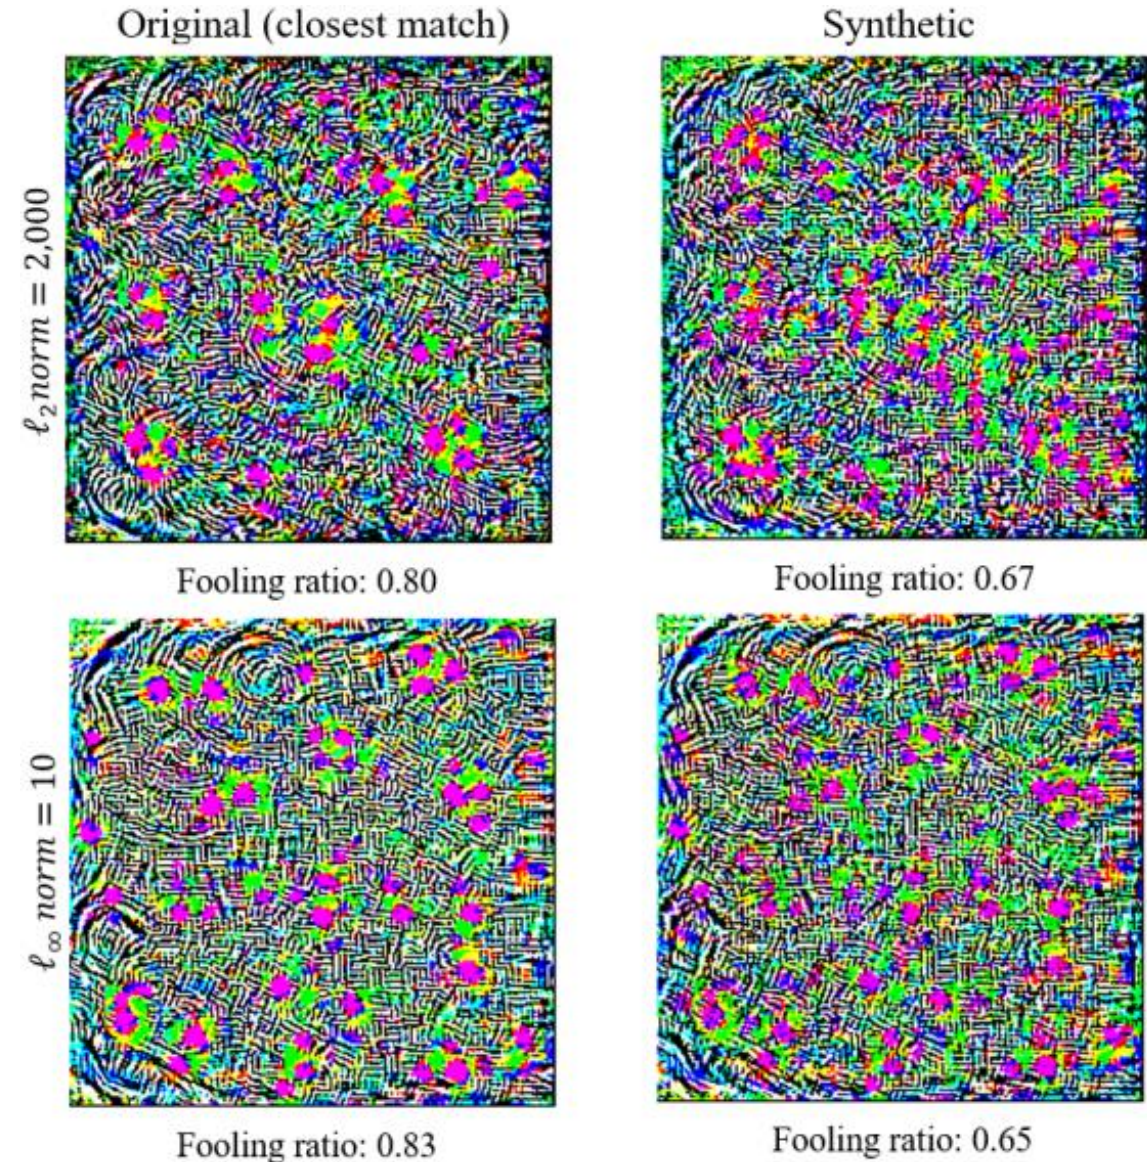 Original (closest match)
Synthetic
ℓ₂ norm = 2,000
Fooling ratio: 0.80
Fooling ratio: 0.67
ℓ∞ norm = 10
Fooling ratio: 0.83
Fooling ratio: 0.65